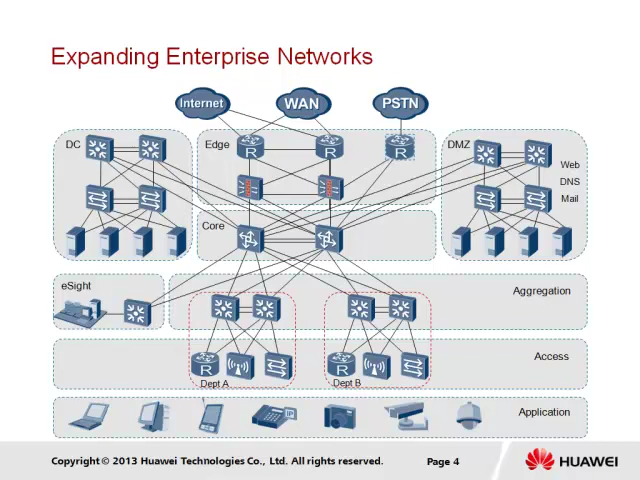 Expanding Enterprise Networks
Internet
WAN
PSTN
DC
Edge
R
R
R
DMZ
Web
DNS
Mail
Core
eSight
Aggregation
R
R
Access
Dept A
Dept B
IP
Application
Copyright © 2013 Huawei Technologies Co., Ltd. All rights reserved.
Page 4
HUAWEI